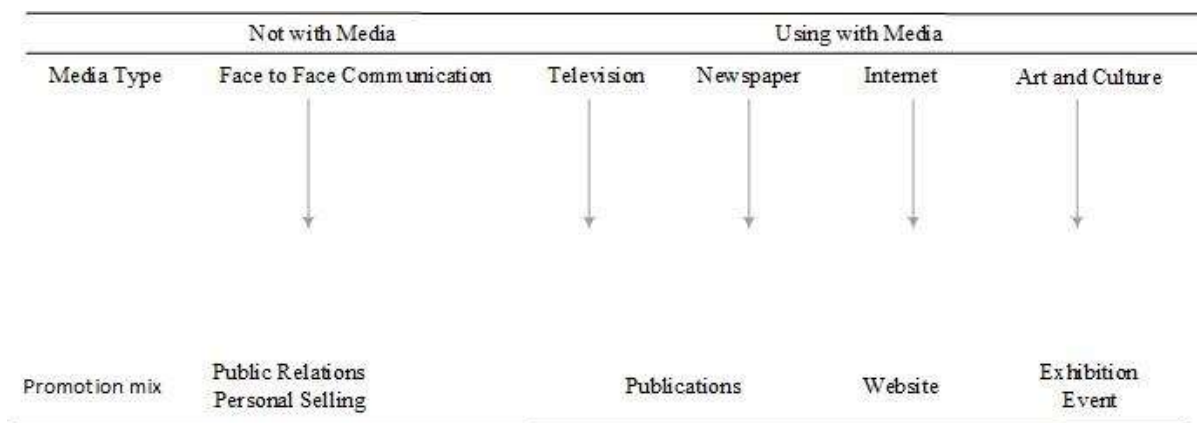 Not with Media Using with Media
Media Type Face to Face Communication Television Newspaper Internet Art and Culture
Promotion mix Public Relations Personal Selling Publications Website Exhibition Event